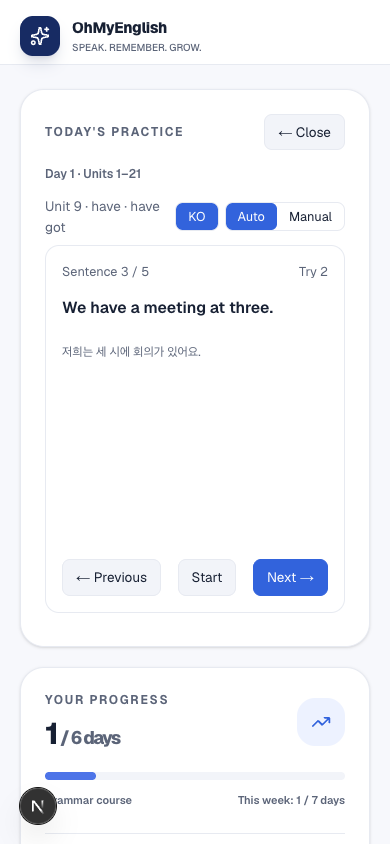 OhMyEnglish
SPEAK. REMEMBER. GROW.
TODAY'S PRACTICE
← Close
Day 1 · Units 1–21
Unit 9 · have · have got
KO
Auto
Manual
Sentence 3 / 5
Try 2
We have a meeting at three.
저희는 세 시에 회의가 있어요.
← Previous
Start
Next →
YOUR PROGRESS
1 / 6 days
N
ammar course
This week: 1 / 7 days